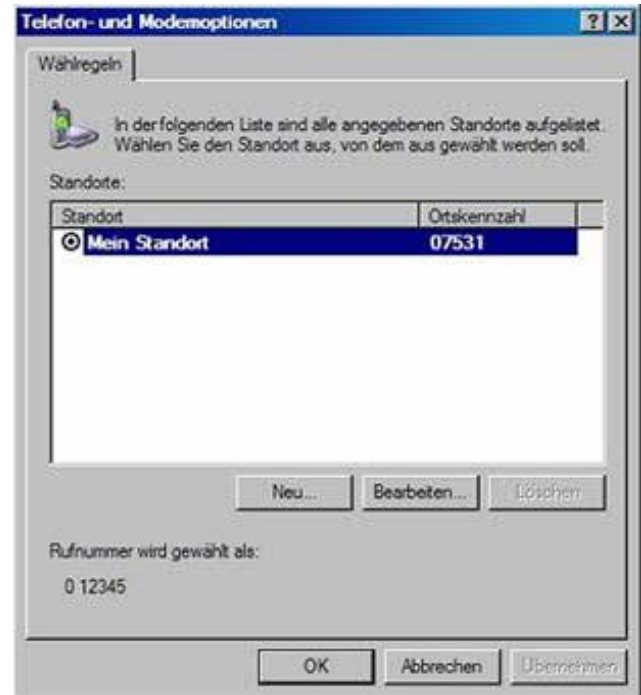 Telefon- und Modemoptionen
Wählregeln
In der folgenden Liste sind alle angegebenen Standorte aufgelistet.
Wählen Sie den Standort aus, von dem aus gewählt werden soll.
Standorte:
Standort Ortskennzahl
Mein Standort 07531
Neu... Bearbeiten... Löschen
Rufnummer wird gewählt als:
0 12345
OK Abbrechen Übernehmen